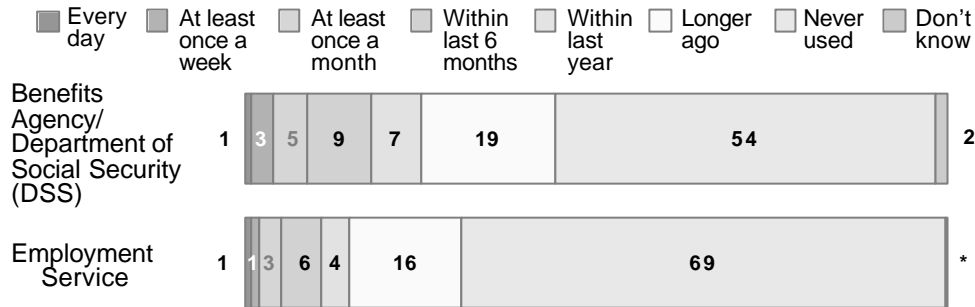 Every day
At least once a week
At least once a month
Within last 6 months
Within last year
Longer ago
Never used
Don't know
Benefits
Agency/
Department of
Social Security
(DSS)
1 3 5 9 7 19 54 2
Employment
Service
1 1 3 6 4 16 69 *